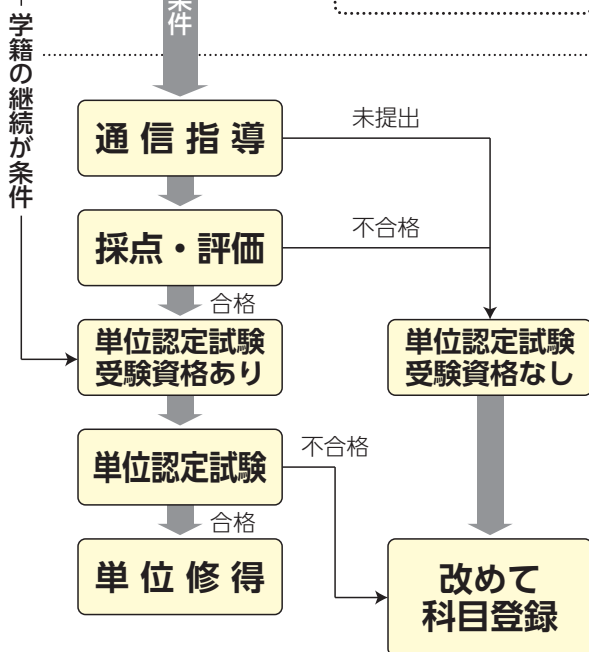 学籍の継続が条件
条件
通信指導
未提出
採点・評価
不合格
合格
単位認定試験
受験資格あり
単位認定試験
受験資格なし
単位認定試験
不合格
合格
単位修得
改めて
科目登録